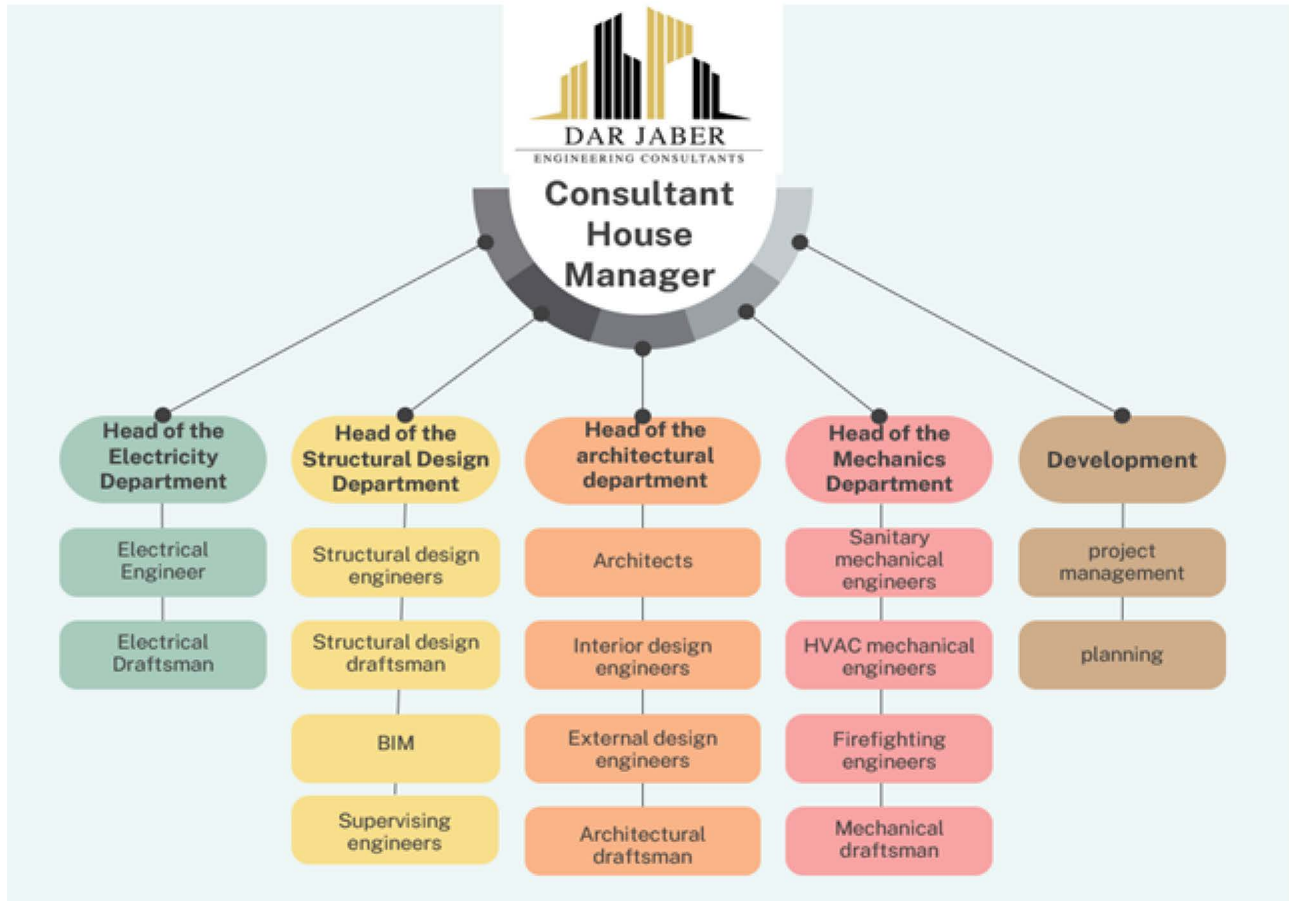 DAR JABER
ENGINEERING CONSULTANTS
Consultant
House
Manager
Head of the
Electricity
Department
Electrical
Engineer
Electrical
Draftsman
Head of the
Structural Design
Department
Structural design
engineers
Structural design
draftsman
BIM
Supervising
engineers
Head of the
architectural
department
Architects
Interior design
engineers
External design
engineers
Architectural
draftsman
Head of the
Mechanics
Department
Sanitary
mechanical
engineers
HVAC mechanical
engineers
Firefighting
engineers
Mechanical
draftsman
Development
project
management
planning